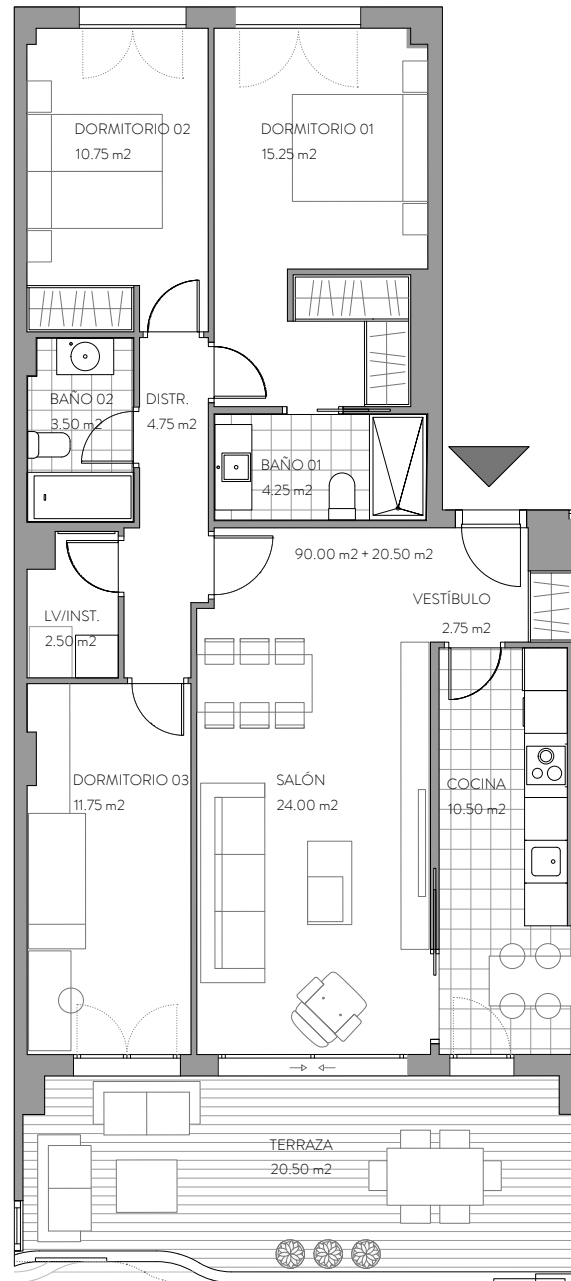 DORMITORIO 02
10.75 m2
DORMITORIO 01
15.25 m2
BAÑO 02
3.50 m2
DISTR.
4.75 m2
BAÑO 01
4.25 m2
90.00 m2 + 20.50 m2
VESTÍBULO
2.75 m2
LV/INST.
2.50 m2
DORMITORIO 03
11.75 m2
SALÓN
24.00 m2
COCINA
10.50 m2
TERRAZA
20.50 m2